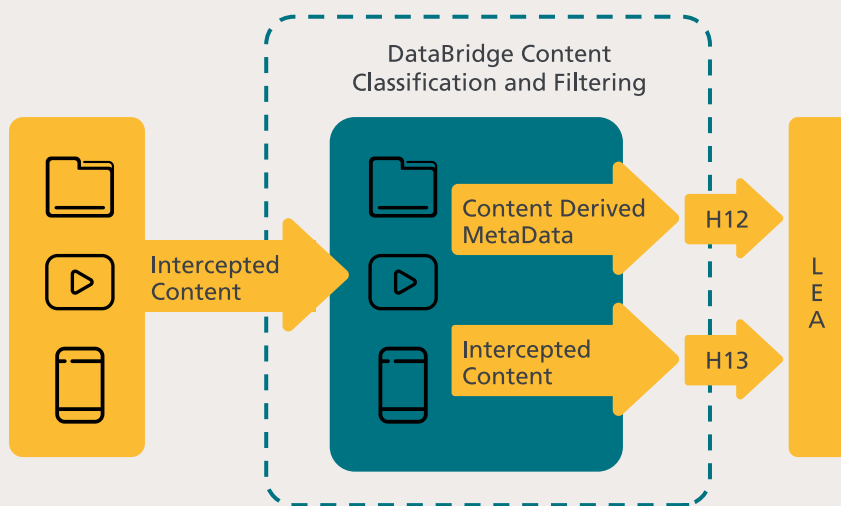 DataBridge Content
Classification and Filtering
Intercepted
Content
Content Derived
MetaData
H12
Intercepted
Content
H13
L
E
A